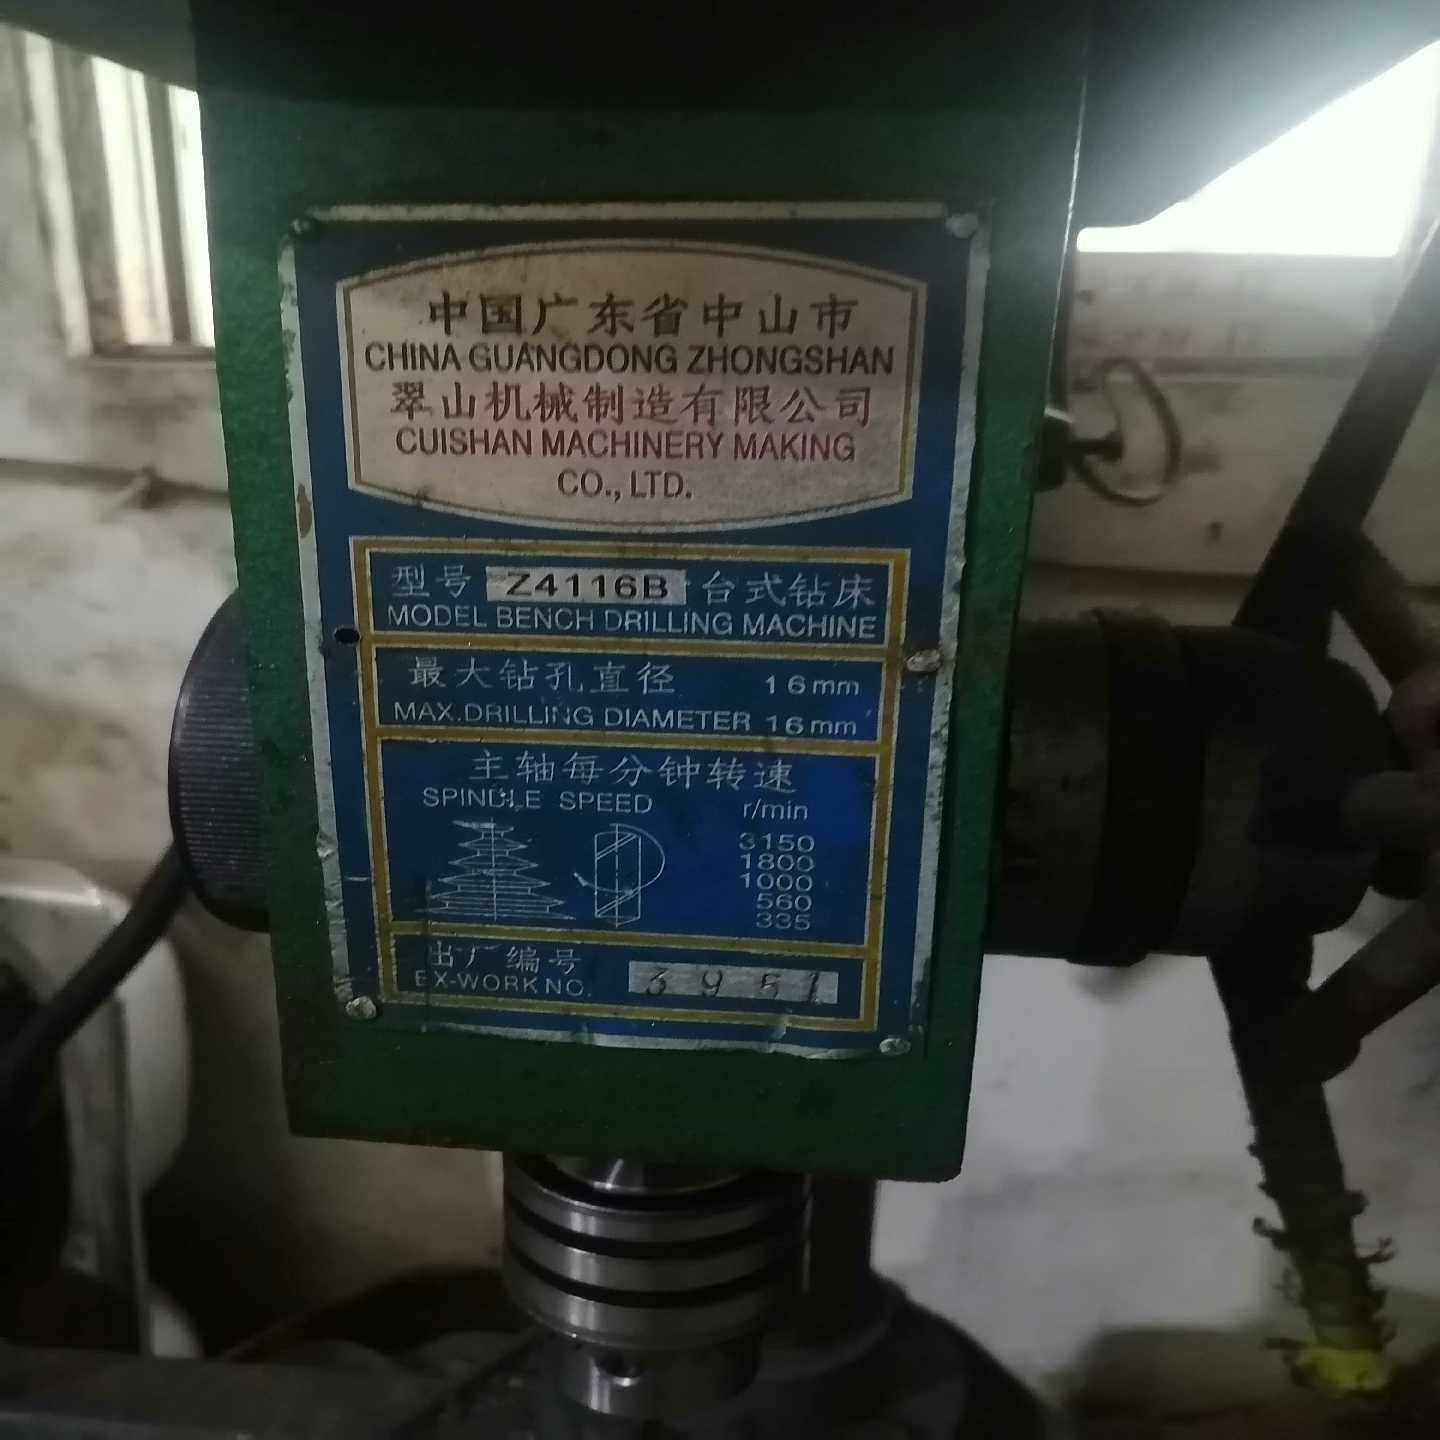 中国广东省中山市
CHINA GUANGDONG ZHONGSHAN
翠山机械制造有限公司
CUISHAN MACHINERY MAKING
CO., LTD.
型号 Z4116B 台式钻床
MODEL BENCH DRILLING MACHINE
最大钻孔直径 16mm
MAX.DRILLING DIAMETER 16mm
主轴每分钟转速
SPINDLE SPEED r/min
3150
1800
1000
560
335
出厂编号
EX-WORK NO. 3951